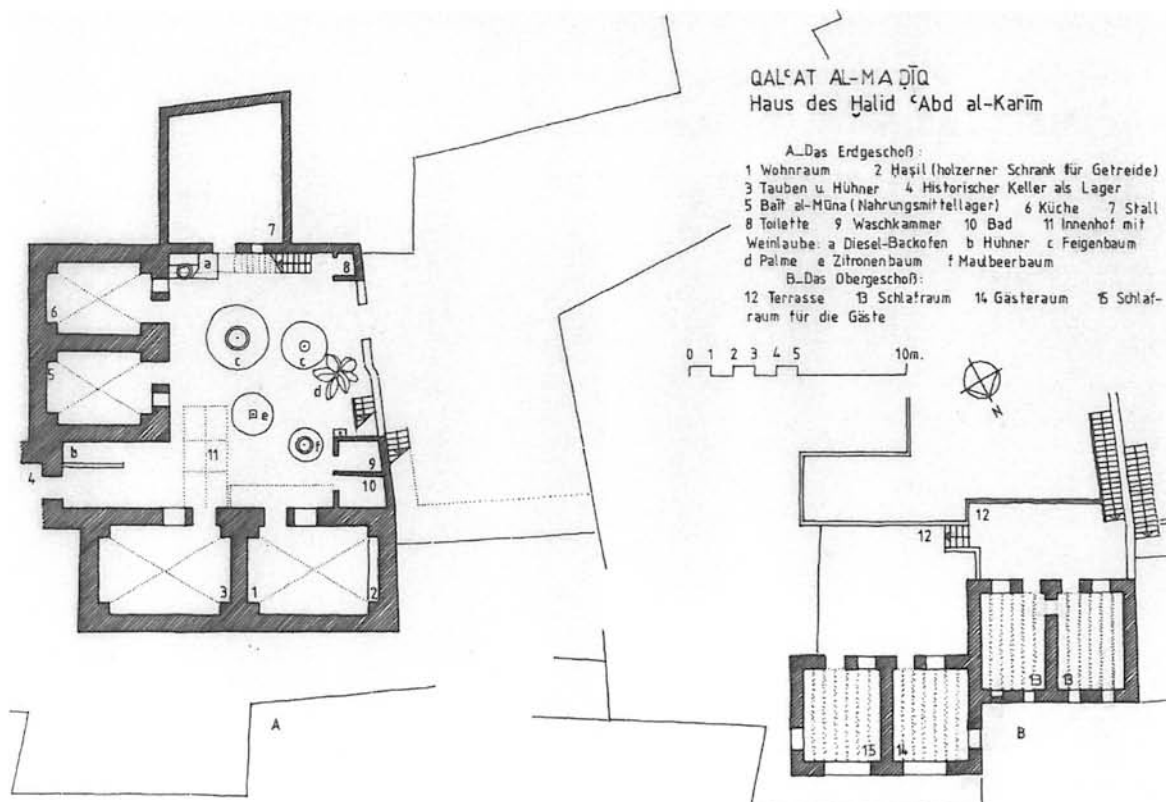 QALʿAT AL-MAḌĪQ
Haus des Ḫalid ʿAbd al-Karīm
A_Das Erdgeschoß:
1 Wohnraum 2 Ḥaṣil (holzerner Schrank für Getreide)
3 Tauben u. Hühner 4 Historischer Keller als Lager
5 Baīt al-Mūna (Nahrungsmittellager) 6 Küche 7 Stall
8 Toilette 9 Waschkammer 10 Bad 11 Innenhof mit
Weinlaube: a Diesel-Backofen b Hühner c Feigenbaum
d Palme e Zitronenbaum f Maulbeerbaum
B_Das Obergeschoß:
12 Terrasse 13 Schlafraum 14 Gästeraum 15 Schlaf-
raum für die Gäste
0 1 2 3 4 5 10m.
N
7
a
8
6
c
c
5
d
e
f
b
11
9
4
10
3
1
2
A
12
12
13
13
15
14
B